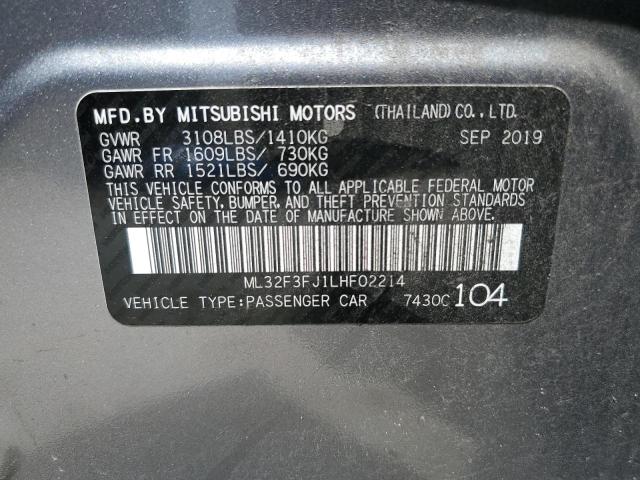 MFD.BY MITSUBISHI MOTORS (THAILAND)CO.,LTD.
GVWR 3108LBS/1410KG SEP 2019
GAWR FR 1609LBS/ 730KG
GAWR RR 1521LBS/ 690KG
THIS VEHICLE CONFORMS TO ALL APPLICABLE FEDERAL MOTOR
VEHICLE SAFETY, BUMPER, AND THEFT PREVENTION STANDARDS
IN EFFECT ON THE DATE OF MANUFACTURE SHOWN ABOVE.
ML32F3FJ1LHF02214
VEHICLE TYPE:PASSENGER CAR 7430C 104